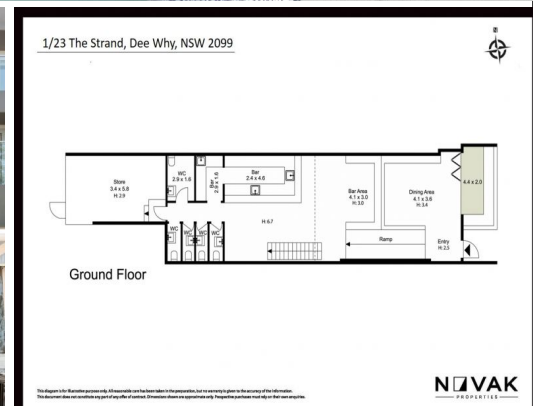 1/23 The Strand, Dee Why, NSW 2099
N
Store
3.4 x 5.8
H: 2.9
WC
2.9 x 1.6
Bar
2.9 x 1.6
Bar
2.4 x 4.6
WC
WC
WC
WC
H: 6.7
Bar Area
4.1 x 3.0
H: 3.0
Dining Area
4.1 x 3.8
H: 3.4
4.4 x 2.0
Ramp
Entry
H: 2.5
Ground Floor
This diagram is for illustrative purposes only. All reasonable care has been taken in the preparation, but no warranty is given to the accuracy of the information.
This document does not constitute any part of any offer of contract. Dimensions shown are approximate only. Prospective purchasers must rely on their own enquiries.
NOVAK
PROPERTIES